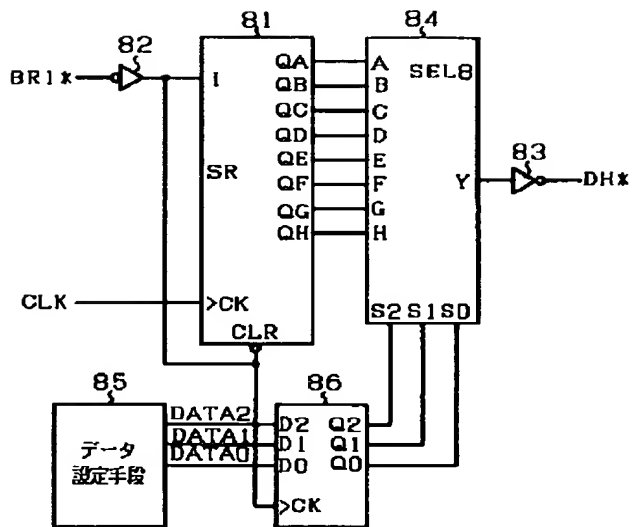 81
82
84
BR1*
I
QA
QB
QC
QD
QE
QF
QG
QH
SR
>CK
CLR
CLK
A
B
C
D
E
F
G
H
SEL8
Y
S2 S1 S0
83
DH*
85
データ
設定手段
DATA2
DATA1
DATA0
86
D2
D1
D0
Q2
Q1
Q0
>CK